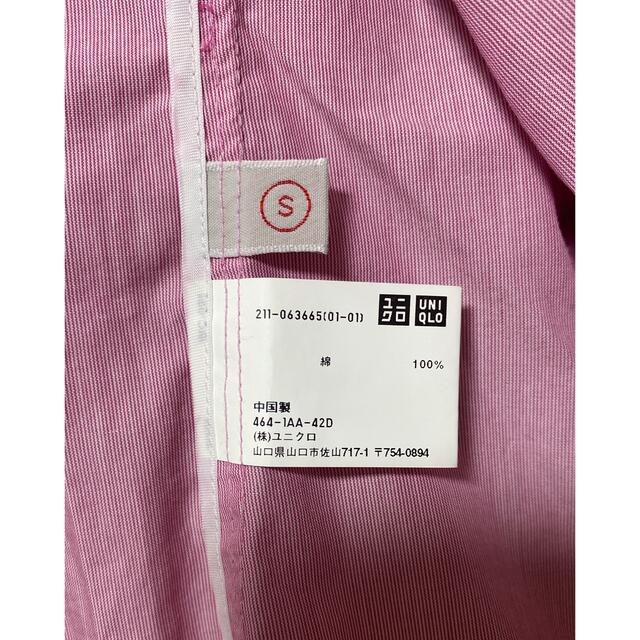 S
211-063665(01-01)
ユニ
クロ
UNI
QLO
綿 100%
中国製
464-1AA-42D
(株)ユニクロ
山口県山口市佐山717-1 〒754-0894